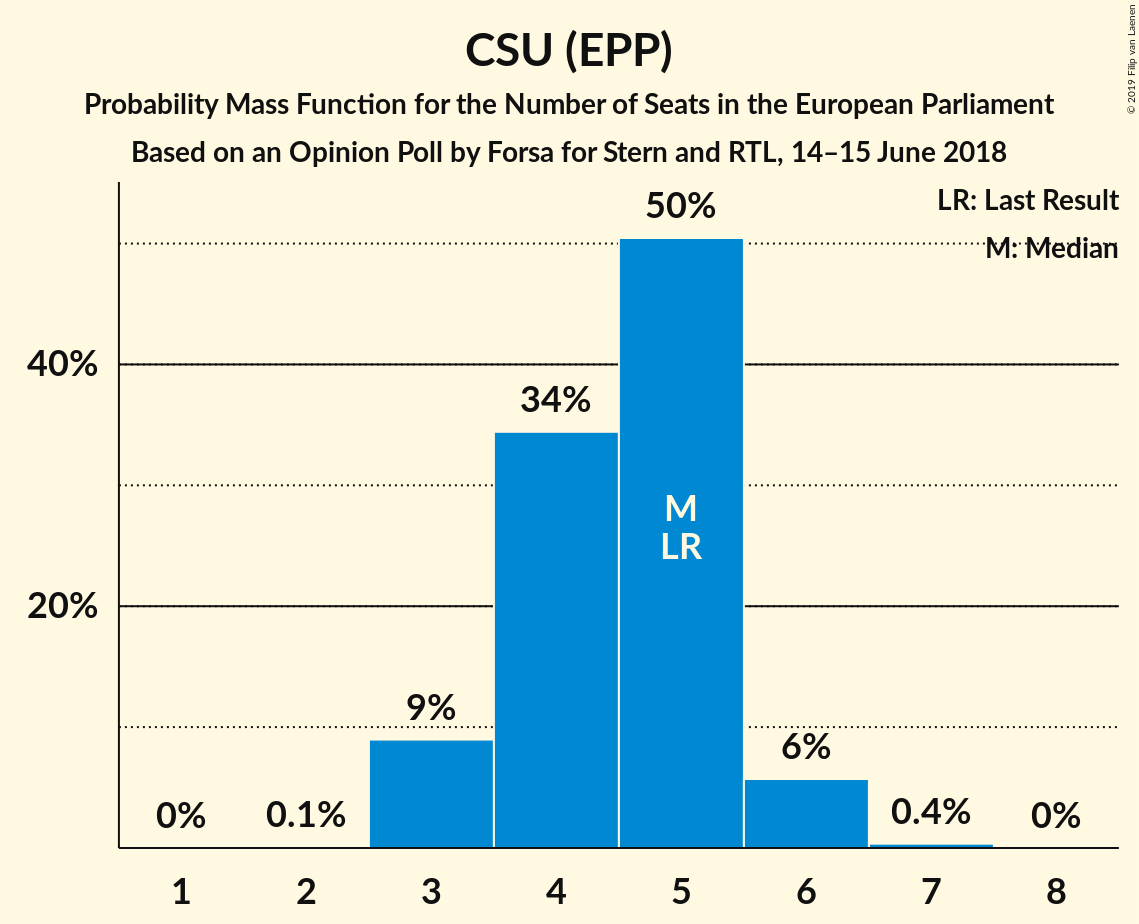 CSU (EPP)
Probability Mass Function for the Number of Seats in the European Parliament
Based on an Opinion Poll by Forsa for Stern and RTL, 14–15 June 2018
© 2019 Filip van Laenen
LR: Last Result
M: Median
50%
40%
34%
M
LR
20%
9%
6%
0%
0.1%
0.4%
0%
1 2 3 4 5 6 7 8